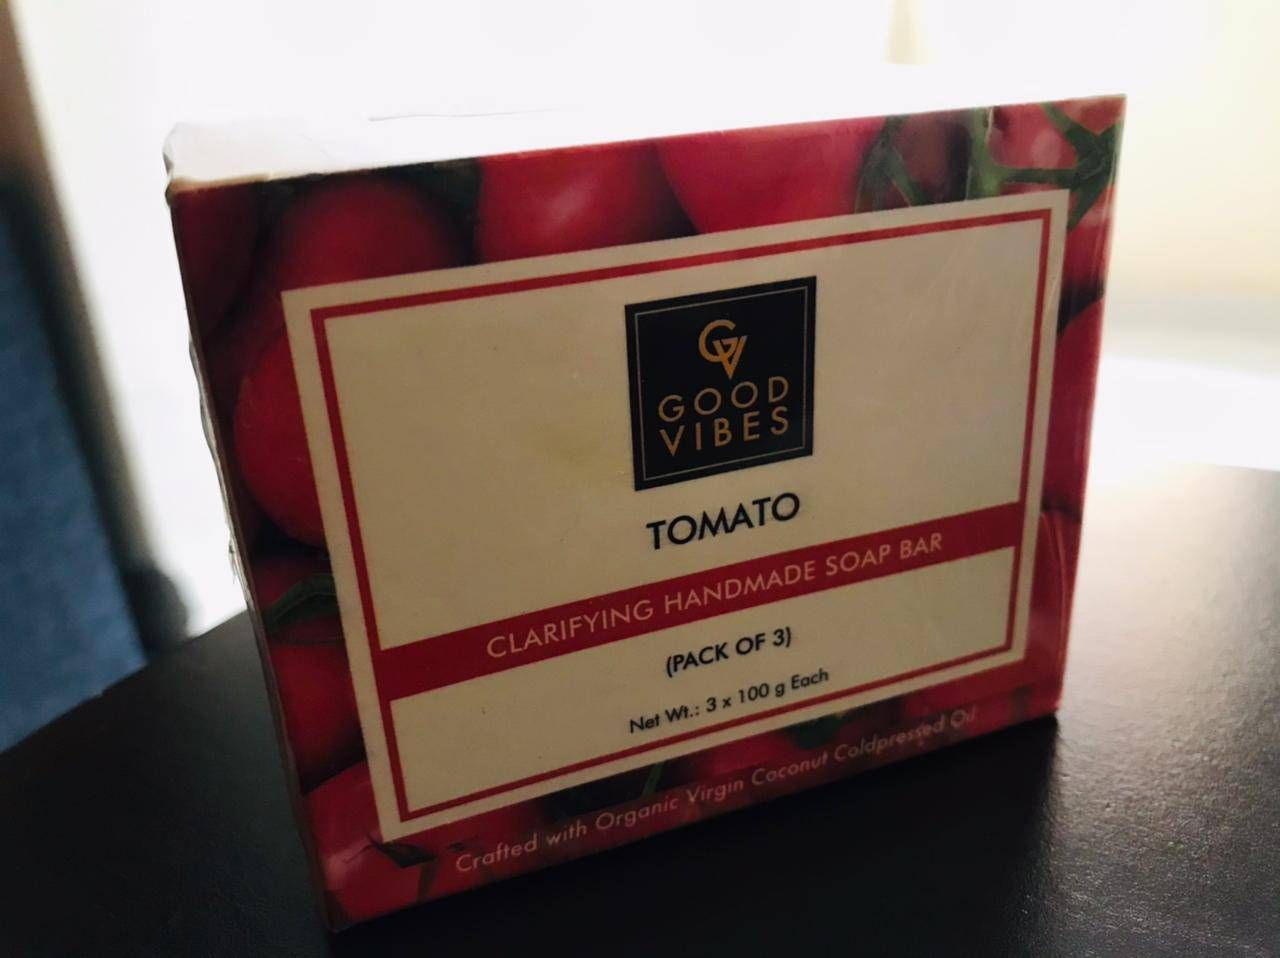 GV
GOOD
VIBES
TOMATO
CLARIFYING HANDMADE SOAP BAR
(PACK OF 3)
Net Wt.: 3 x 100 g Each
Crafted with Organic Virgin Coconut Coldpressed Oil